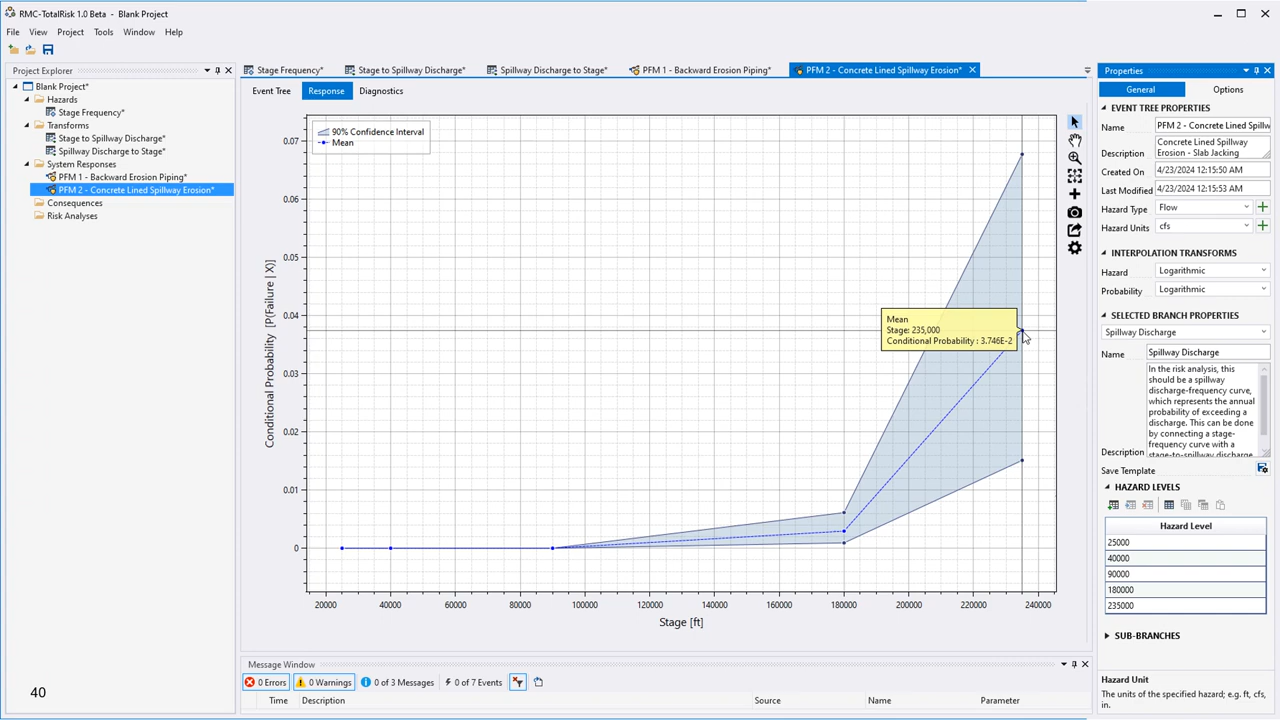 RMC-TotalRisk 1.0 Beta - Blank Project
File View Project Tools Window Help
Project Explorer
Blank Project*
Hazards
Stage Frequency*
Transforms
Stage to Spillway Discharge*
Spillway Discharge to Stage*
System Responses
PFM 1 - Backward Erosion Piping*
PFM 2 - Concrete Lined Spillway Erosion*
Consequences
Risk Analyses
40
Stage Frequency* Stage to Spillway Discharge* Spillway Discharge to Stage* PFM 1 - Backward Erosion Piping* PFM 2 - Concrete Lined Spillway Erosion*
Event Tree Response Diagnostics
90% Confidence Interval
Mean
0.07
0.06
0.05
0.04
0.03
0.02
0.01
0
Conditional Probability [P(Failure | X)]
Mean
Stage: 235,000
Conditional Probability : 3.746E-2
20000 40000 60000 80000 100000 120000 140000 160000 180000 200000 220000 240000
Stage [ft]
Message Window
0 Errors 0 Warnings 0 of 3 Messages 0 of 7 Events
Time Description Source Name Parameter
Properties
General Options
EVENT TREE PROPERTIES
Name PFM 2 - Concrete Lined Spillw
Description Concrete Lined Spillway
Erosion - Slab Jacking
Created On 4/23/2024 12:15:50 AM
Last Modified 4/23/2024 12:15:53 AM
Hazard Type Flow
Hazard Units cfs
INTERPOLATION TRANSFORMS
Hazard Logarithmic
Probability Logarithmic
SELECTED BRANCH PROPERTIES
Spillway Discharge
Name Spillway Discharge
Description In the risk analysis, this
should be a spillway
discharge-frequency curve,
which represents the annual
probability of exceeding a
discharge. This can be done
by connecting a stage-
frequency curve with a
stage-to-spillway discharge
Save Template
HAZARD LEVELS
Hazard Level
25000
40000
90000
180000
235000
SUB-BRANCHES
Hazard Unit
The units of the specified hazard; e.g. ft, cfs,
in.